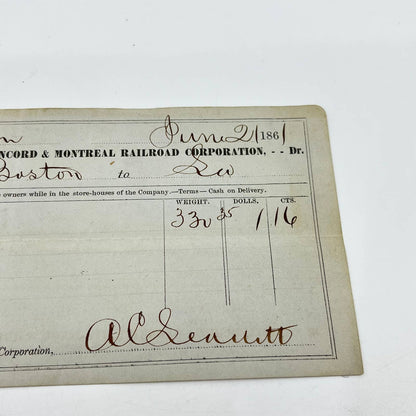 n June 21 1861
NCORD & MONTREAL RAILROAD CORPORATION, - - Dr.
Boston to
e owners while in the store-houses of the Company.—Terms—Cash on Delivery.
WEIGHT. DOLLS. CTS.
330 35 1 16
Corporation,